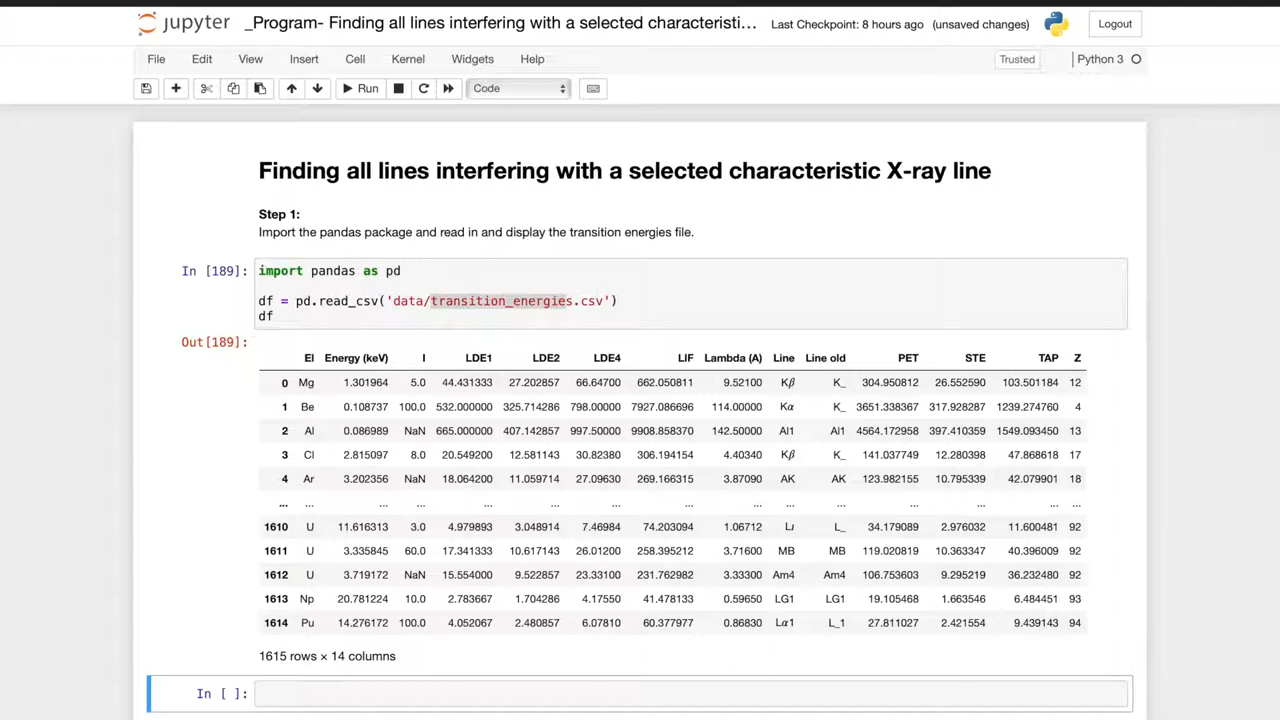 jupyter _Program- Finding all lines interfering with a selected characteristi... Last Checkpoint: 8 hours ago (unsaved changes) Logout
File Edit View Insert Cell Kernel Widgets Help Trusted Python 3
Run Code
Finding all lines interfering with a selected characteristic X-ray line
Step 1:
Import the pandas package and read in and display the transition energies file.
In [189]: import pandas as pd
df = pd.read_csv('data/transition_energies.csv')
df
Out[189]:
El Energy (keV) I LDE1 LDE2 LDE4 LIF Lambda (A) Line Line old PET STE TAP Z
0 Mg 1.301964 5.0 44.431333 27.202857 66.64700 662.050811 9.52100 Kβ K_ 304.950812 26.552590 103.501184 12
1 Be 0.108737 100.0 532.000000 325.714286 798.00000 7927.086696 114.00000 Kα K_ 3651.338367 317.928287 1239.274760 4
2 Al 0.086989 NaN 665.000000 407.142857 997.50000 9908.858370 142.50000 Al1 Al1 4564.172958 397.410359 1549.093450 13
3 Cl 2.815097 8.0 20.549200 12.581143 30.82380 306.194154 4.40340 Kβ K_ 141.037749 12.280398 47.868618 17
4 Ar 3.202356 NaN 18.064200 11.059714 27.09630 269.166315 3.87090 AK AK 123.982155 10.795339 42.079901 18
... ... ... ... ... ... ... ... ... ... ... ... ... ... ...
1610 U 11.616313 3.0 4.979893 3.048914 7.46984 74.203094 1.06712 Lι L_ 34.179089 2.976032 11.600481 92
1611 U 3.335845 60.0 17.341333 10.617143 26.01200 258.395212 3.71600 MB MB 119.020819 10.363347 40.396009 92
1612 U 3.719172 NaN 15.554000 9.522857 23.33100 231.762982 3.33300 Am4 Am4 106.753603 9.295219 36.232480 92
1613 Np 20.781224 10.0 2.783667 1.704286 4.17550 41.478133 0.59650 LG1 LG1 19.105468 1.663546 6.484451 93
1614 Pu 14.276172 100.0 4.052067 2.480857 6.07810 60.377977 0.86830 Lα1 L_1 27.811027 2.421554 9.439143 94
1615 rows × 14 columns
In [ ]: